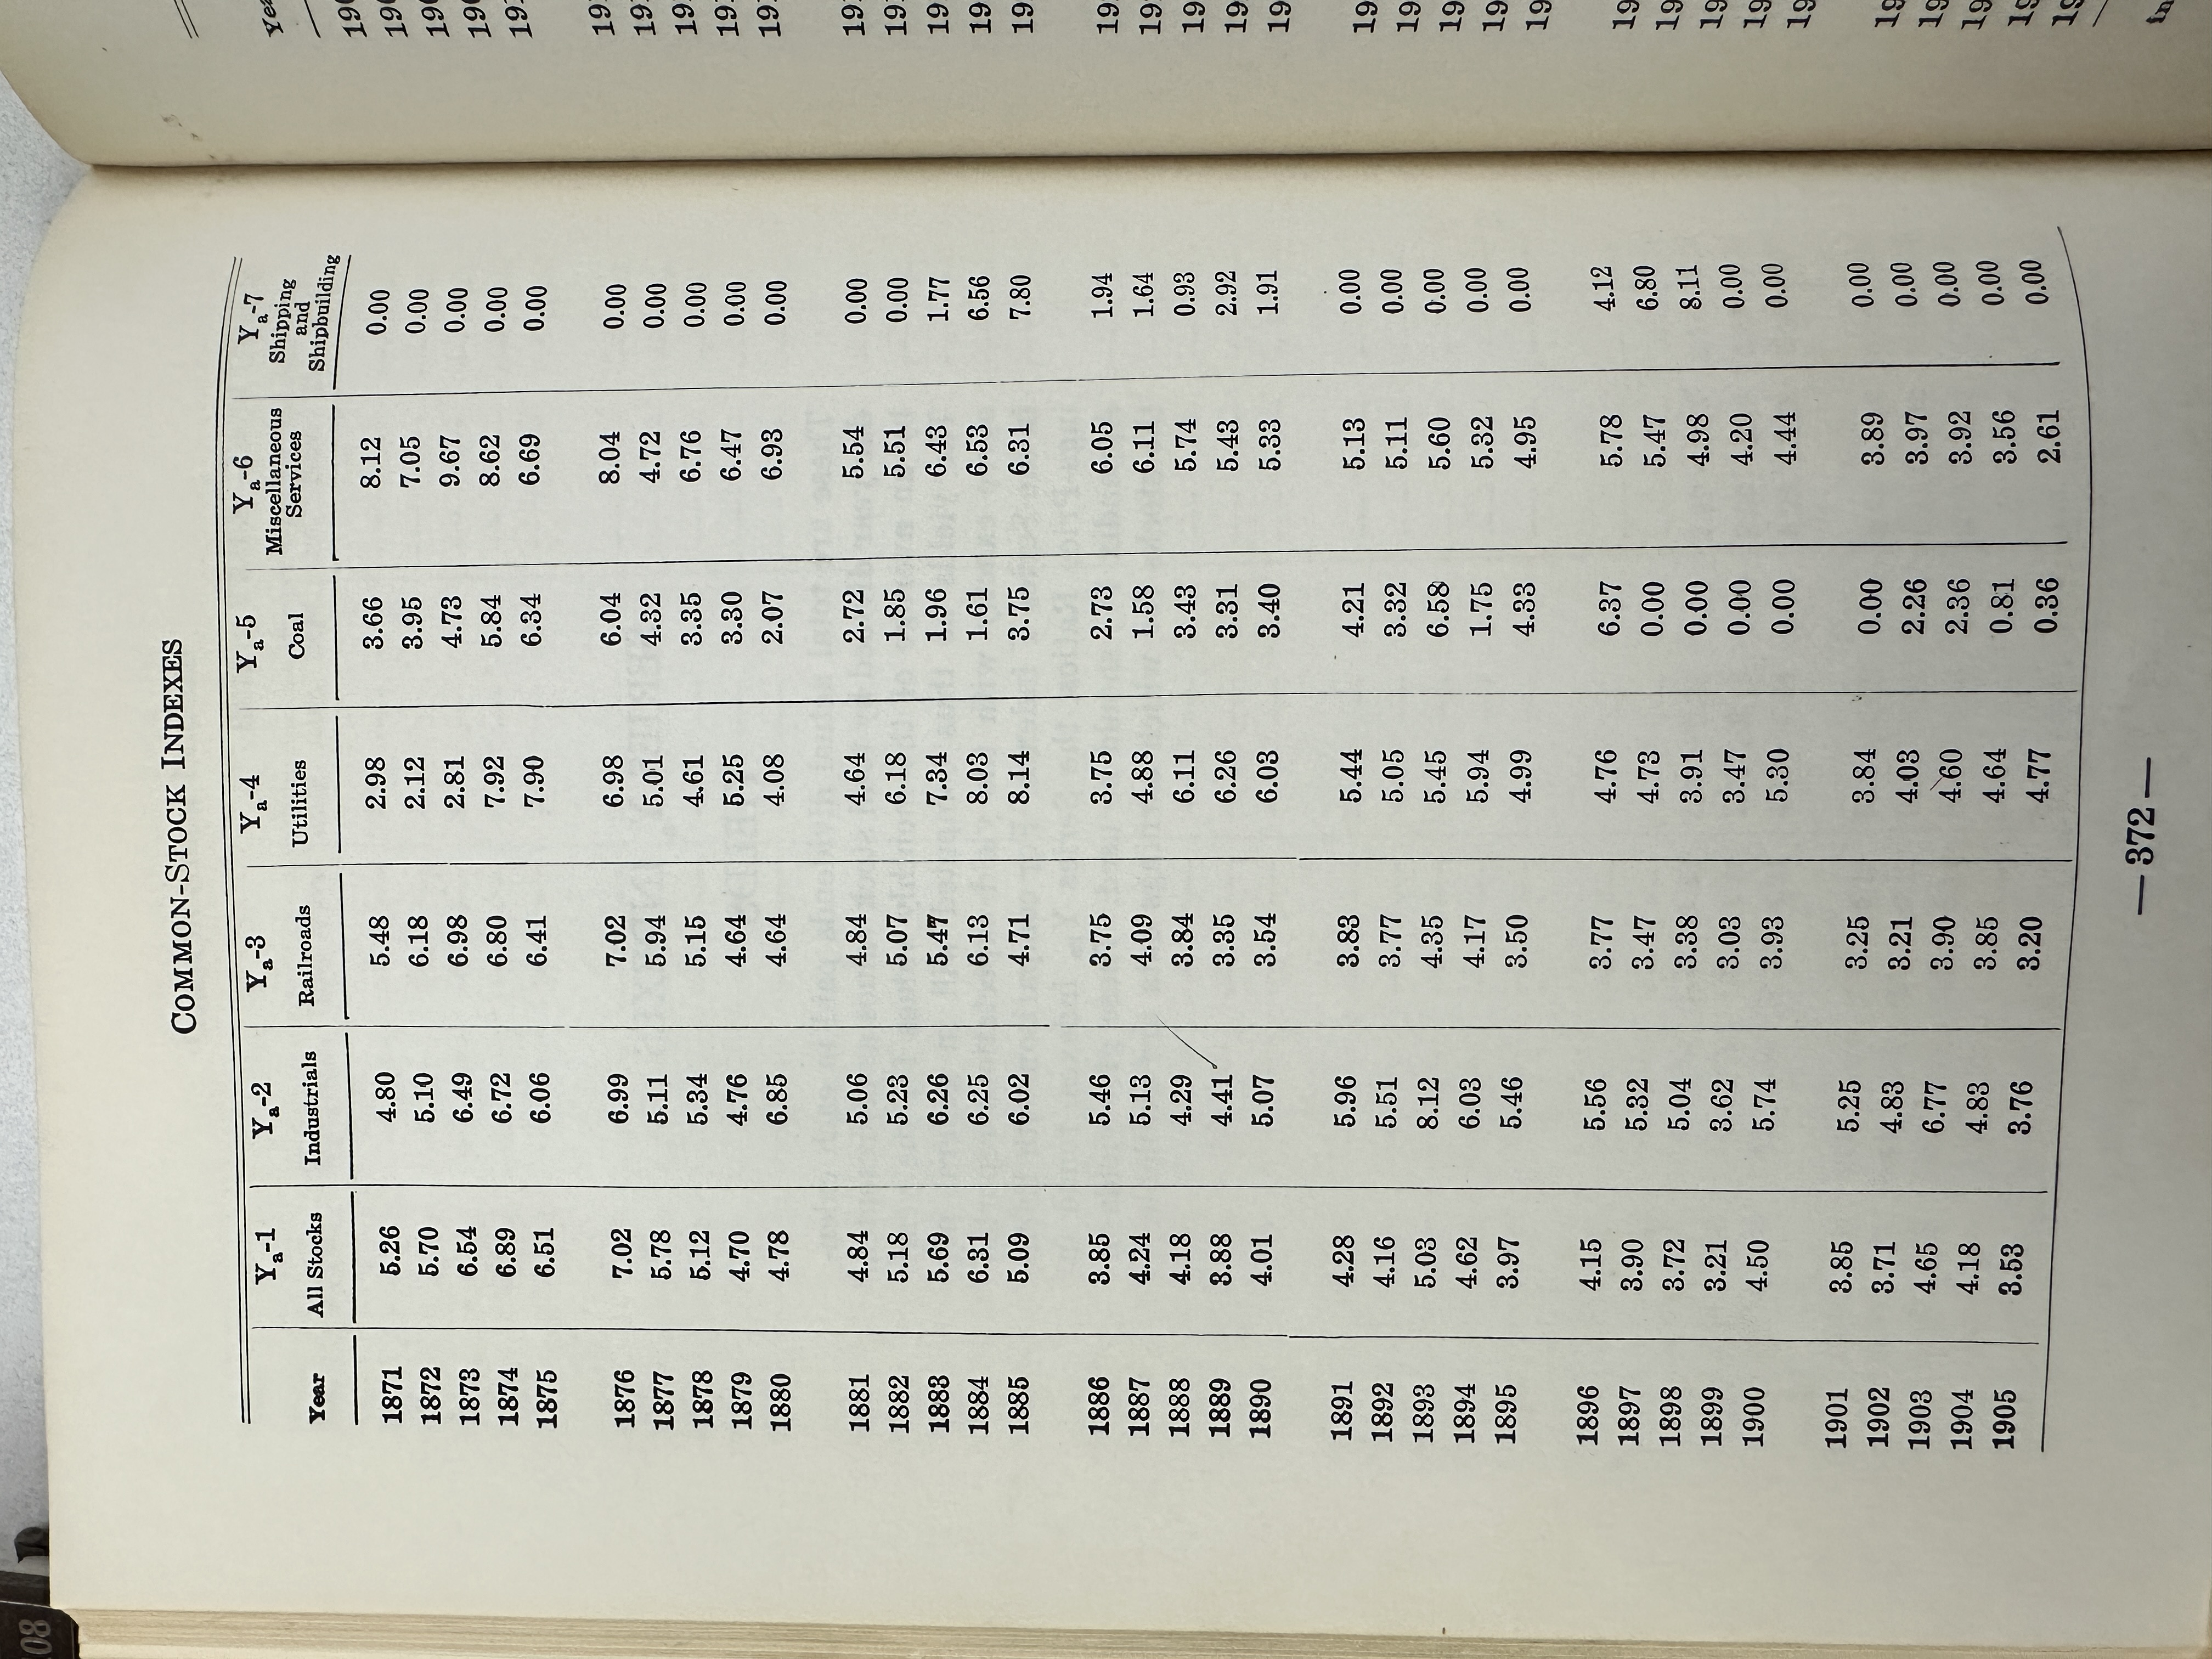 108
COMMON-STOCK INDEXES
Ya-1 Ya-2 Ya-3 Ya-4 Ya-5 Ya-6 Ya-7
Year All Stocks Industrials Railroads Utilities Coal Miscellaneous Services Shipping and Shipbuilding
1871 5.26 4.80 5.48 2.98 3.66 8.12 0.00
1872 5.70 5.10 6.18 2.12 3.95 7.05 0.00
1873 6.54 6.49 6.98 2.81 4.73 9.67 0.00
1874 6.89 6.72 6.80 7.92 5.84 8.62 0.00
1875 6.51 6.06 6.41 7.90 6.34 6.69 0.00
1876 7.02 6.99 7.02 6.98 6.04 8.04 0.00
1877 5.78 5.11 5.94 5.01 4.32 4.72 0.00
1878 5.12 5.34 5.15 4.61 3.35 6.76 0.00
1879 4.70 4.76 4.64 5.25 3.30 6.47 0.00
1880 4.78 6.85 4.64 4.08 2.07 6.93 0.00
1881 4.84 5.06 4.84 4.64 2.72 5.54 0.00
1882 5.18 5.23 5.07 6.18 1.85 5.51 0.00
1883 5.69 6.26 5.47 7.34 1.96 6.43 1.77
1884 6.31 6.25 6.13 8.03 1.61 6.53 6.56
1885 5.09 6.02 4.71 8.14 3.75 6.31 7.80
1886 3.85 5.46 3.75 3.75 2.73 6.05 1.94
1887 4.24 5.13 4.09 4.88 1.58 6.11 1.64
1888 4.18 4.29 3.84 6.11 3.43 5.74 0.93
1889 3.88 4.41 3.35 6.26 3.31 5.43 2.92
1890 4.01 5.07 3.54 6.03 3.40 5.33 1.91
1891 4.28 5.96 3.83 5.44 4.21 5.13 0.00
1892 4.16 5.51 3.77 5.05 3.32 5.11 0.00
1893 5.03 8.12 4.35 5.45 6.58 5.60 0.00
1894 4.62 6.03 4.17 5.94 1.75 5.32 0.00
1895 3.97 5.46 3.50 4.99 4.33 4.95 0.00
1896 4.15 5.56 3.77 4.76 6.37 5.78 4.12
1897 3.90 5.32 3.47 4.73 0.00 5.47 6.80
1898 3.72 5.04 3.38 3.91 0.00 4.98 8.11
1899 3.21 3.62 3.03 3.47 0.00 4.20 0.00
1900 4.50 5.74 3.93 5.30 0.00 4.44 0.00
1901 3.85 5.25 3.25 3.84 0.00 3.89 0.00
1902 3.71 4.83 3.21 4.03 2.26 3.97 0.00
1903 4.65 6.77 3.90 4.60 2.36 3.92 0.00
1904 4.18 4.83 3.85 4.64 0.81 3.56 0.00
1905 3.53 3.76 3.20 4.77 0.36 2.61 0.00
— 372 —